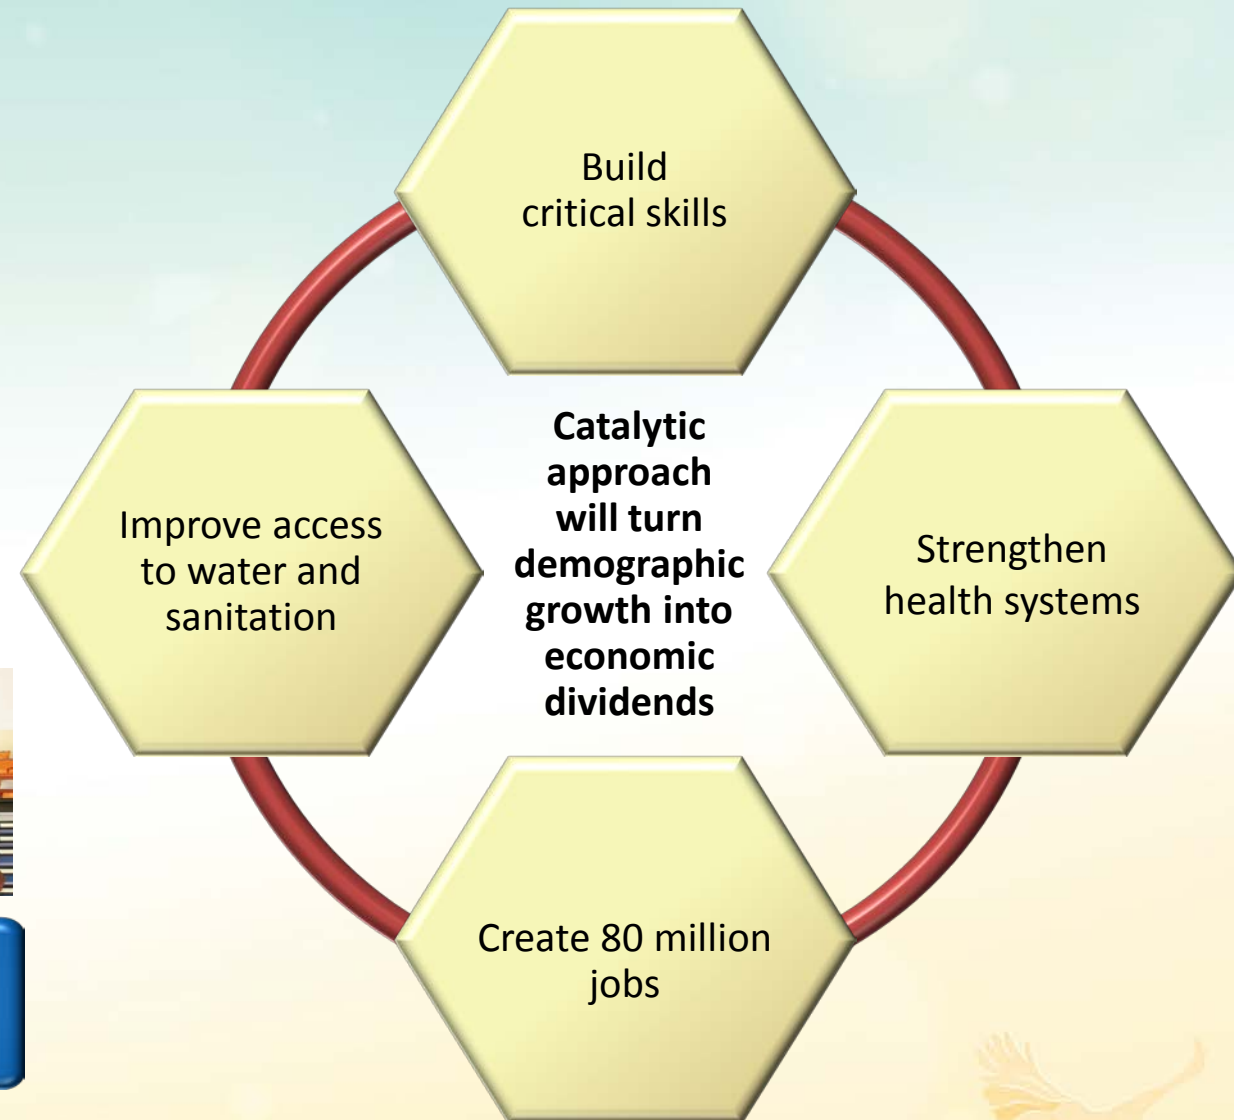 Build
critical skills
Catalytic
approach
will turn
demographic
growth into
economic
dividends
Improve access
to water and
sanitation
Strengthen
health systems
Create 80 million
jobs